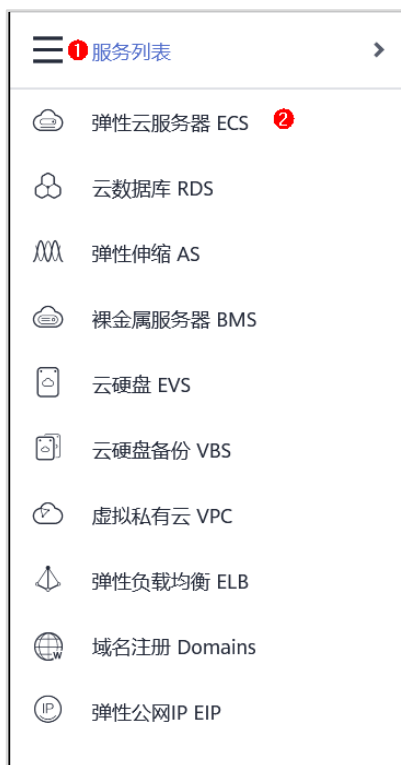 1 服务列表
弹性云服务器 ECS 2
云数据库 RDS
弹性伸缩 AS
裸金属服务器 BMS
云硬盘 EVS
云硬盘备份 VBS
虚拟私有云 VPC
弹性负载均衡 ELB
W 域名注册 Domains
IP 弹性公网IP EIP